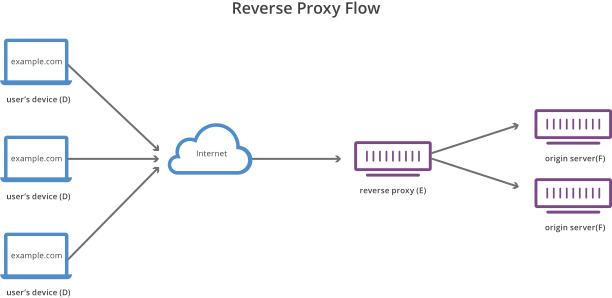 Reverse Proxy Flow
example.com
user's device (D)
example.com
user's device (D)
example.com
user's device (D)
Internet
reverse proxy (E)
origin server(F)
origin server(F)